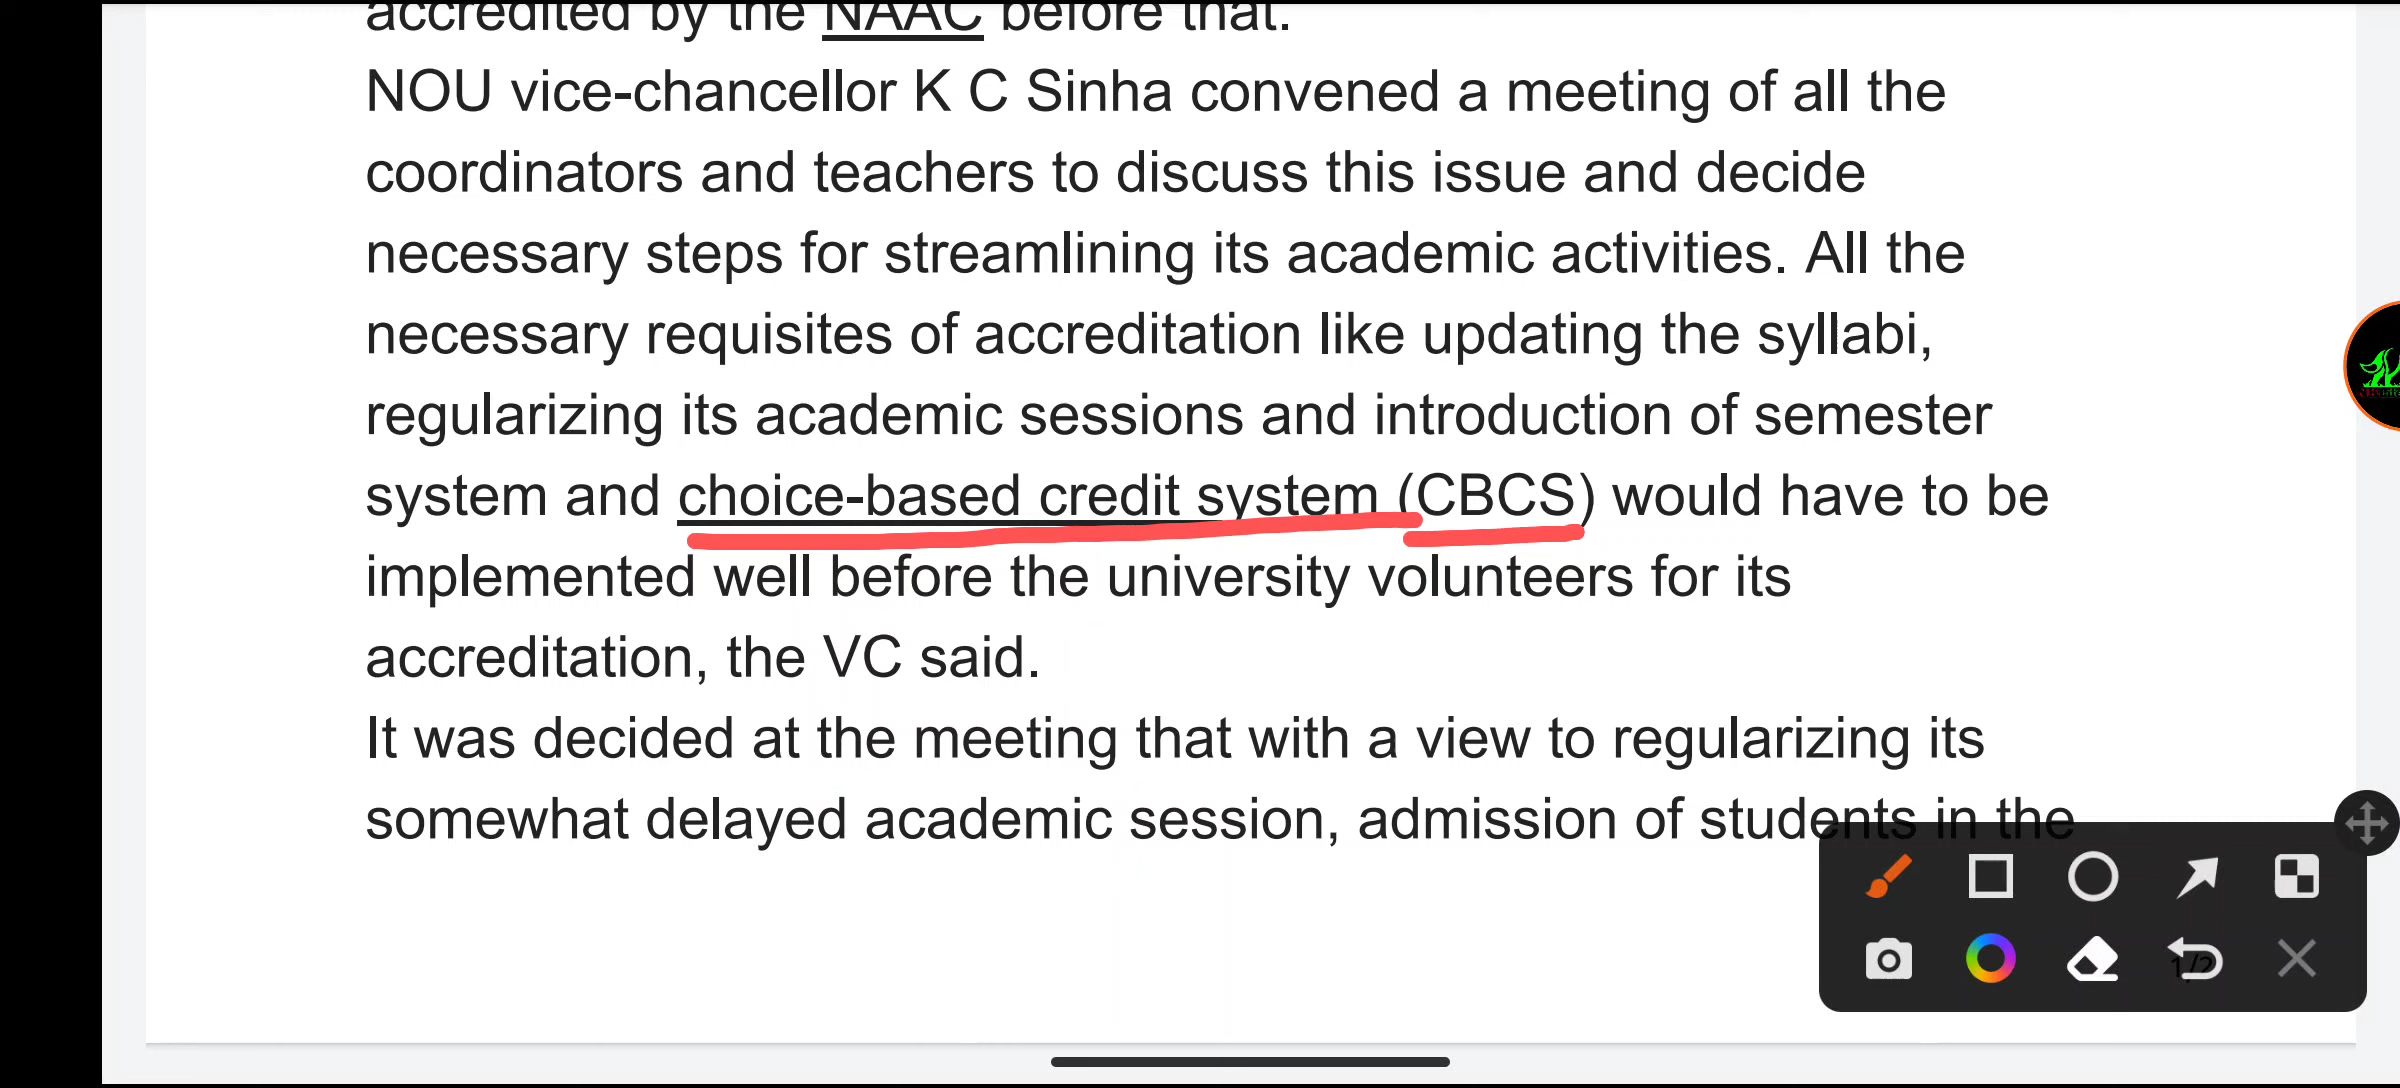 accredited by the NAAC before that.
NOU vice-chancellor K C Sinha convened a meeting of all the
coordinators and teachers to discuss this issue and decide
necessary steps for streamlining its academic activities. All the
necessary requisites of accreditation like updating the syllabi,
regularizing its academic sessions and introduction of semester
system and choice-based credit system (CBCS) would have to be
implemented well before the university volunteers for its
accreditation, the VC said.
It was decided at the meeting that with a view to regularizing its
somewhat delayed academic session, admission of students in the
1/2